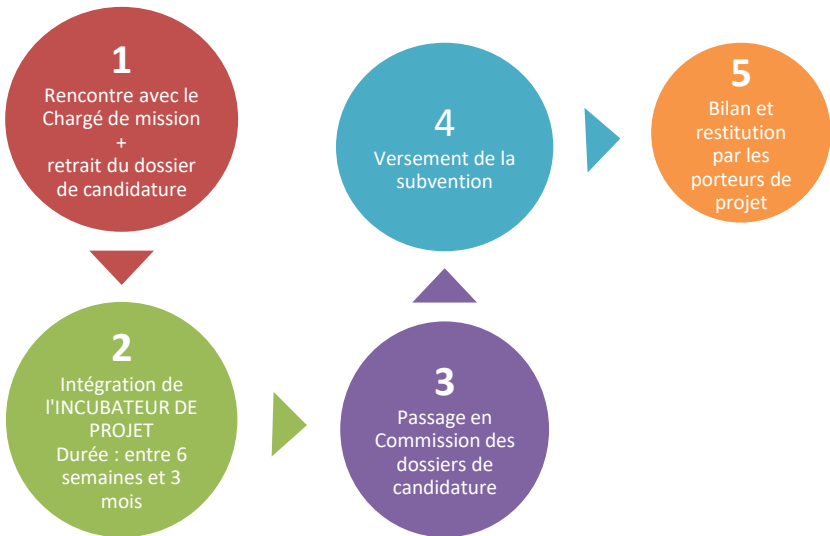 1
Rencontre avec le
Chargé de mission
+
retrait du dossier
de candidature
2
Intégration de
l'INCUBATEUR DE
PROJET
Durée : entre 6
semaines et 3
mois
3
Passage en
Commission des
dossiers de
candidature
4
Versement de la
subvention
5
Bilan et
restitution
par les
porteurs de
projet